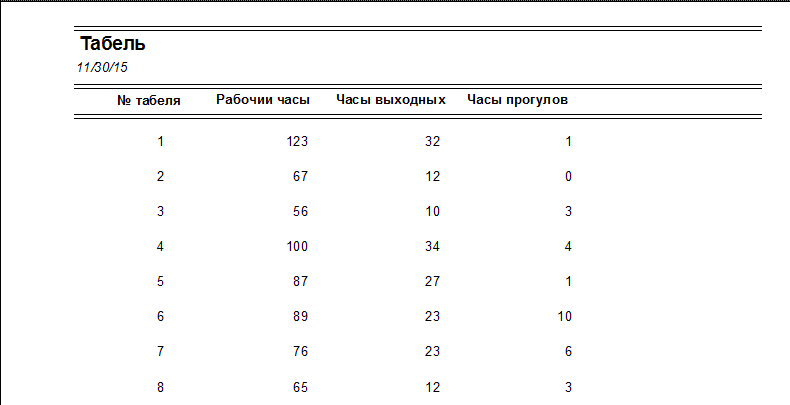 Табель
11/30/15
№ табеля Рабочии часы Часы выходных Часы прогулов
1 123 32 1
2 67 12 0
3 56 10 3
4 100 34 4
5 87 27 1
6 89 23 10
7 76 23 6
8 65 12 3